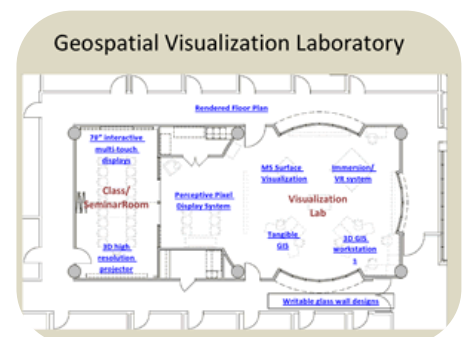 Geospatial Visualization Laboratory
Rendered Floor Plan
78" interactive
multi-touch
displays
Class/
SeminarRoom
3D high
resolution
projector
Perceptive Pixel
Display System
MS Surface
Visualization
Immersion/
VR system
Visualization
Lab
Tangible
GIS
3D GIS
workstation
s
Writable glass wall designs